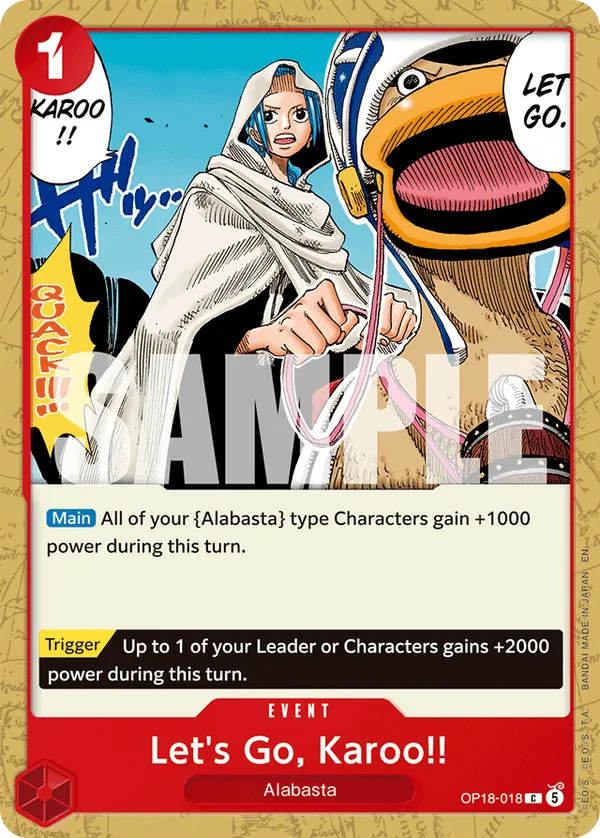 1
KAROO
!!
LET
GO.
QUACK!!!
SAMPLE
Main All of your {Alabasta} type Characters gain +1000
power during this turn.
Trigger Up to 1 of your Leader or Characters gains +2000
power during this turn.
EVENT
Let's Go, Karoo!!
Alabasta
OP18-018 C 5
©E.O./S.,T.A. BANDAI MADE IN JAPAN EN